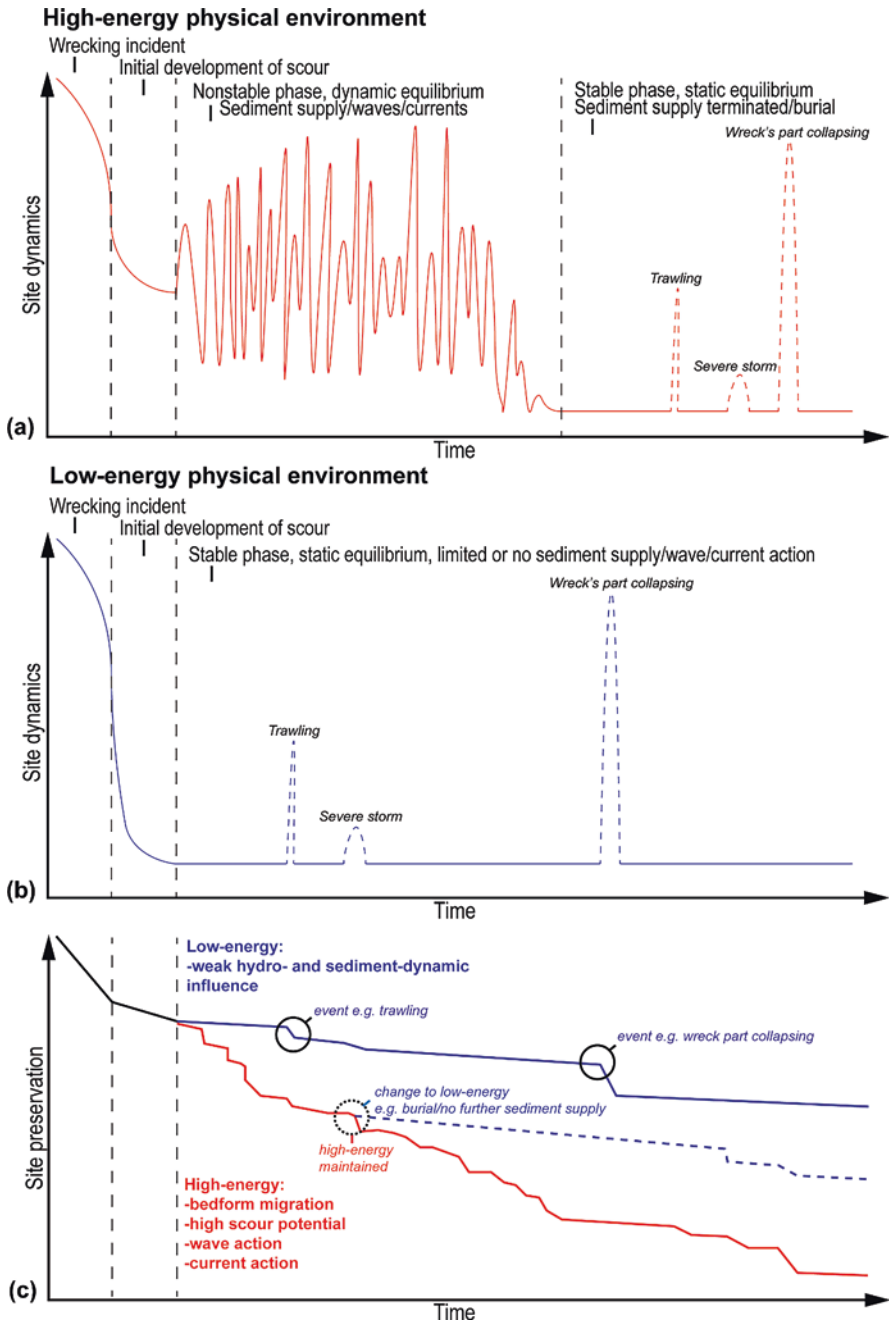 High-energy physical environment
Wrecking incident
Initial development of scour
Nonstable phase, dynamic equilibrium
Sediment supply/waves/currents
Stable phase, static equilibrium
Sediment supply terminated/burial
Wreck's part collapsing
Trawling
Severe storm
Site dynamics
(a)
Time
Low-energy physical environment
Wrecking incident
Initial development of scour
Stable phase, static equilibrium, limited or no sediment supply/wave/current action
Wreck's part collapsing
Trawling
Severe storm
Site dynamics
(b)
Time
Low-energy:
-weak hydro- and sediment-dynamic
influence
event e.g. trawling
event e.g. wreck part collapsing
change to low-energy
e.g. burial/no further sediment supply
high-energy
maintained
High-energy:
-bedform migration
-high scour potential
-wave action
-current action
Site preservation
(c)
Time